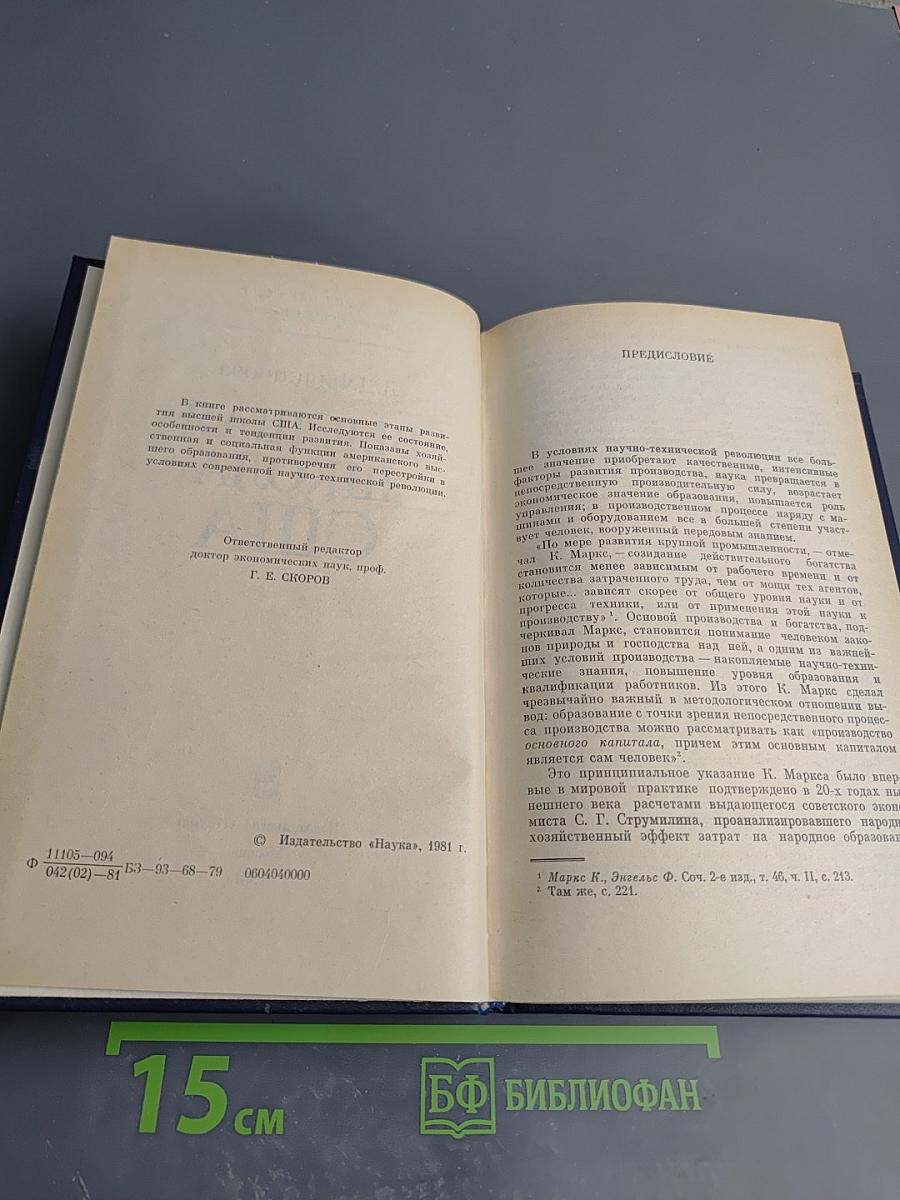 В книге рассматриваются основные этапы разви-
тия высшей школы США. Исследуются ее состояние,
особенности и тенденции развития. Показаны хозяй-
ственная и социальная функции американского выс-
шего образования, противоречия его перестройки в
условиях современной научно-технической революции.
Ответственный редактор
доктор экономических наук, проф.
Г. Е. СКОРОВ
© Издательство «Наука», 1981 г.
Ф 11105—094
042(02)—81 БЗ—93—68—79 0604040000
ПРЕДИСЛОВИЕ
В условиях научно-технической революции все боль-
шее значение приобретают качественные, интенсивные
факторы развития производства, наука превращается в
непосредственную производительную силу, возрастает
экономическое значение образования, повышается роль
управления; в производственном процессе наряду с ма-
шинами и оборудованием все в большей степени участ-
вует человек, вооруженный передовым знанием.
«По мере развития крупной промышленности, — отме-
чал К. Маркс, — созидание действительного богатства
становится менее зависимым от рабочего времени и от
количества затраченного труда, чем от мощи тех агентов,
которые... зависят скорее от общего уровня науки и от
прогресса техники, или от применения этой науки к
производству» ¹. Основой производства и богатства, под-
черкивал Маркс, становится понимание человеком зако-
нов природы и господства над ней, а одним из важней-
ших условий производства — накопляемые научно-техни-
ческие знания, повышение уровня образования и
квалификации работников. Из этого К. Маркс сделал
чрезвычайно важный в методологическом отношении вы-
вод: образование с точки зрения непосредственного процес-
са производства можно рассматривать как «производство
основного капитала, причем этим основным капиталом
является сам человек»².
Это принципиальное указание К. Маркса было впер-
вые в мировой практике подтверждено в 20-х годах ны-
нешнего века расчетами выдающегося советского эконо-
миста С. Г. Струмилина, проанализировавшего народно-
хозяйственный эффект затрат на народное образован
¹ Маркс К., Энгельс Ф. Соч. 2-е изд., т. 46, ч. II, с. 213.
² Там же, с. 221.
15 см
БФ БИБЛИОФАН